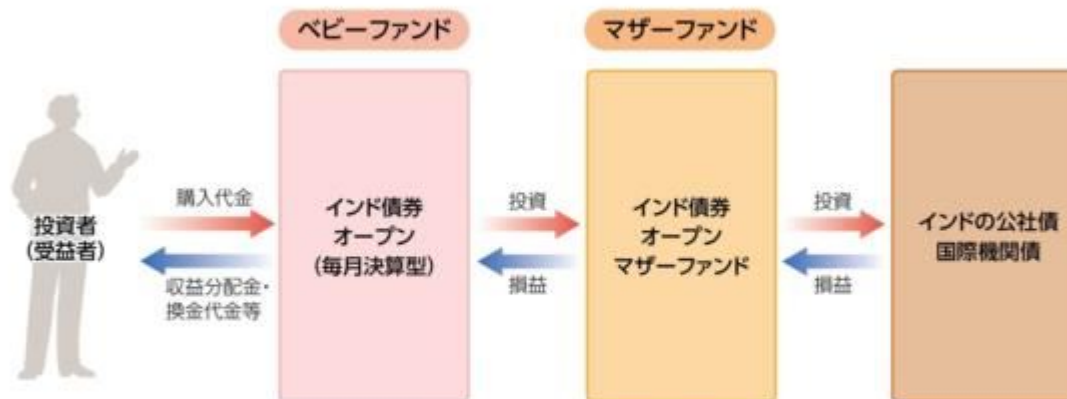 ベビーファンド
マザーファンド
購入代金
投資者
(受益者)
収益分配金・
換金代金等
インド債券
オープン
(毎月決算型)
投資
損益
インド債券
オープン
マザーファンド
投資
損益
インドの公社債
国際機関債